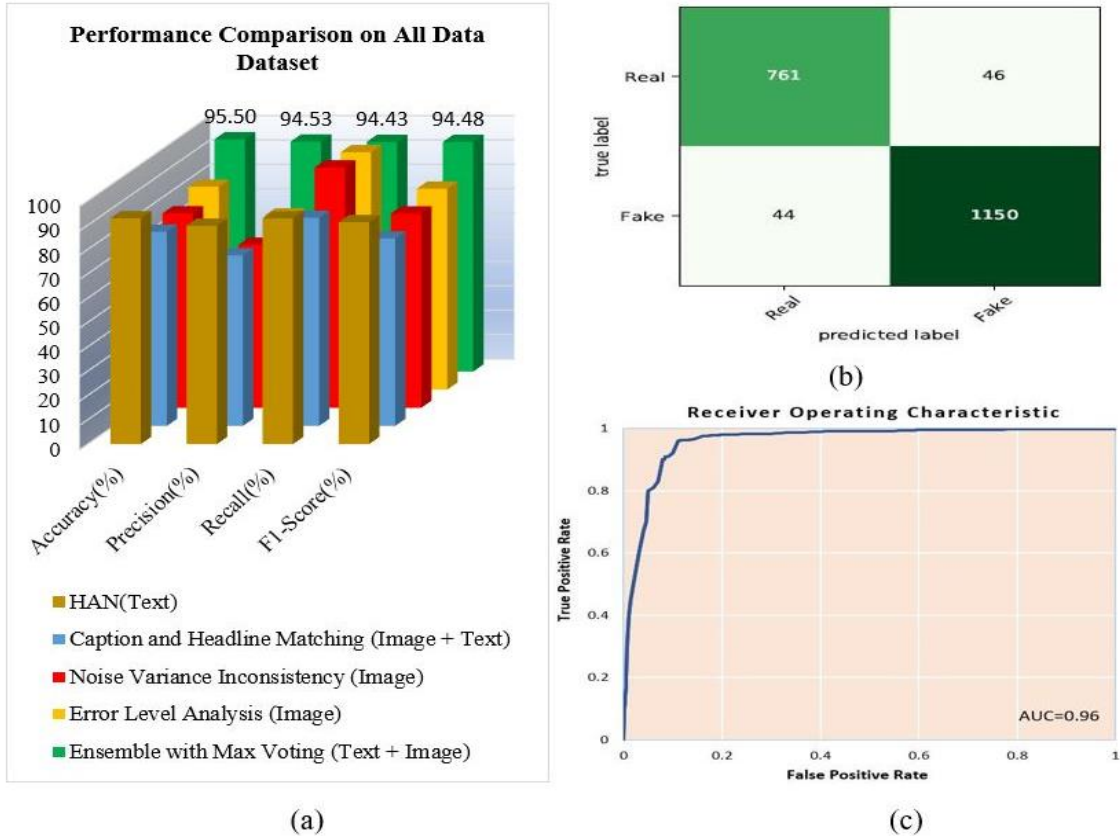 Performance Comparison on All Data
Dataset
95.50 94.53 94.43 94.48
100
90
80
70
60
50
40
30
20
10
0
Accuracy(%)
Precision(%)
Recall(%)
F1-Score(%)
HAN(Text)
Caption and Headline Matching (Image + Text)
Noise Variance Inconsistency (Image)
Error Level Analysis (Image)
Ensemble with Max Voting (Text + Image)
(a)
true label
Real 761 46
Fake 44 1150
Real Fake
predicted label
(b)
Receiver Operating Characteristic
True Positive Rate
1
0.8
0.6
0.4
0.2
0
AUC=0.96
0 0.2 0.4 0.6 0.8 1
False Positive Rate
(c)